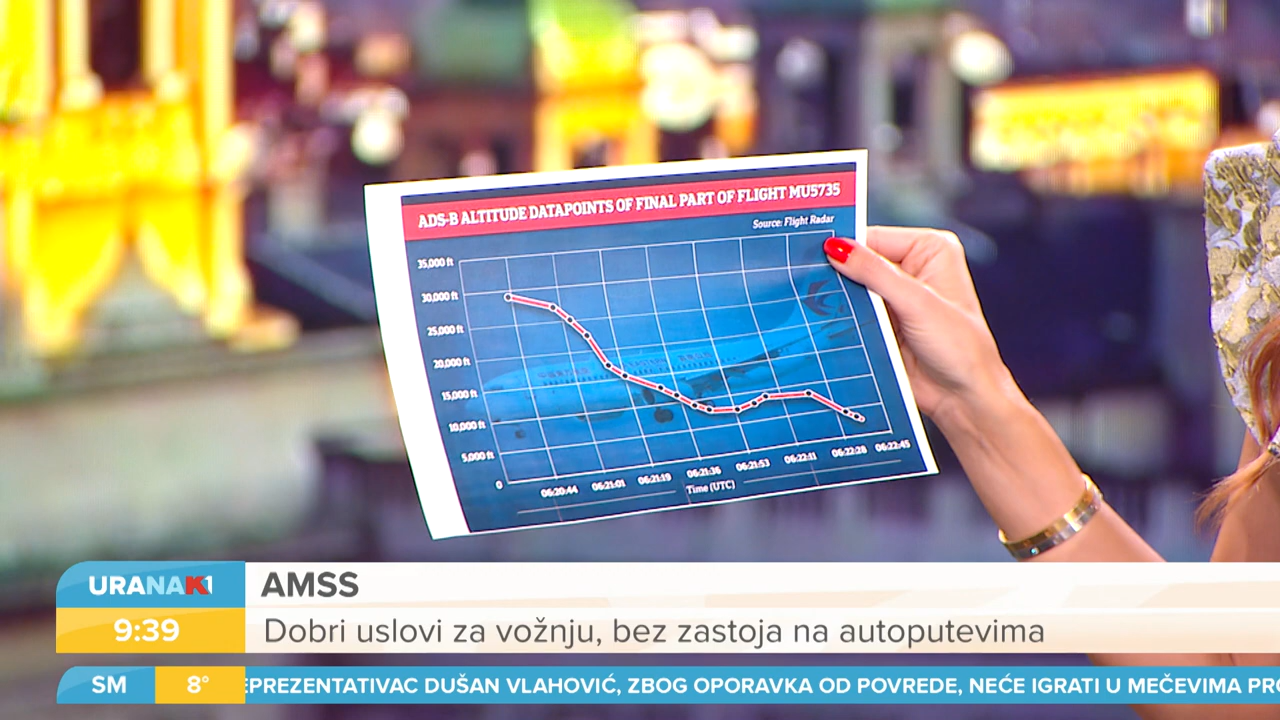 ADS-B ALTITUDE DATAPOINTS OF FINAL PART OF FLIGHT MU5735
Source: Flight Radar
35,000 ft
30,000 ft
25,000 ft
20,000 ft
15,000 ft
10,000 ft
5,000 ft
0
06:20:44 06:21:01 06:21:19 06:21:36 06:21:53 06:22:11 06:22:28 06:22:45
Time (UTC)
URANAK1
AMSS
9:39
Dobri uslovi za vožnju, bez zastoja na autoputevima
SM 8° EPREZENTATIVAC DUŠAN VLAHOVIĆ, ZBOG OPORAVKA OD POVREDE, NEĆE IGRATI U MEČEVIMA PRO